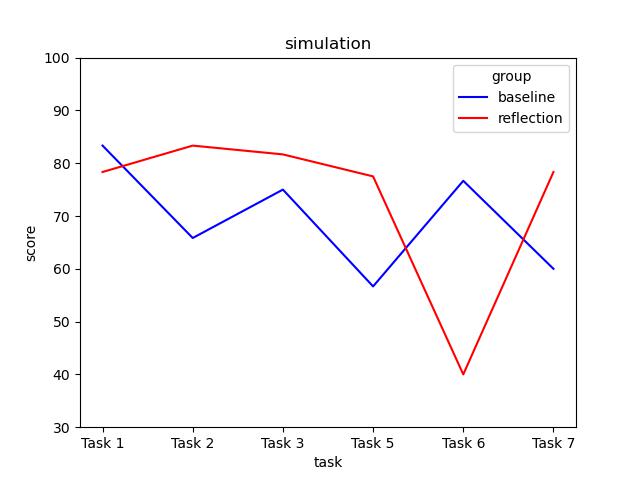 simulation
100
90
80
70
60
50
40
30
score
group
baseline
reflection
Task 1
Task 2
Task 3
Task 5
Task 6
Task 7
task